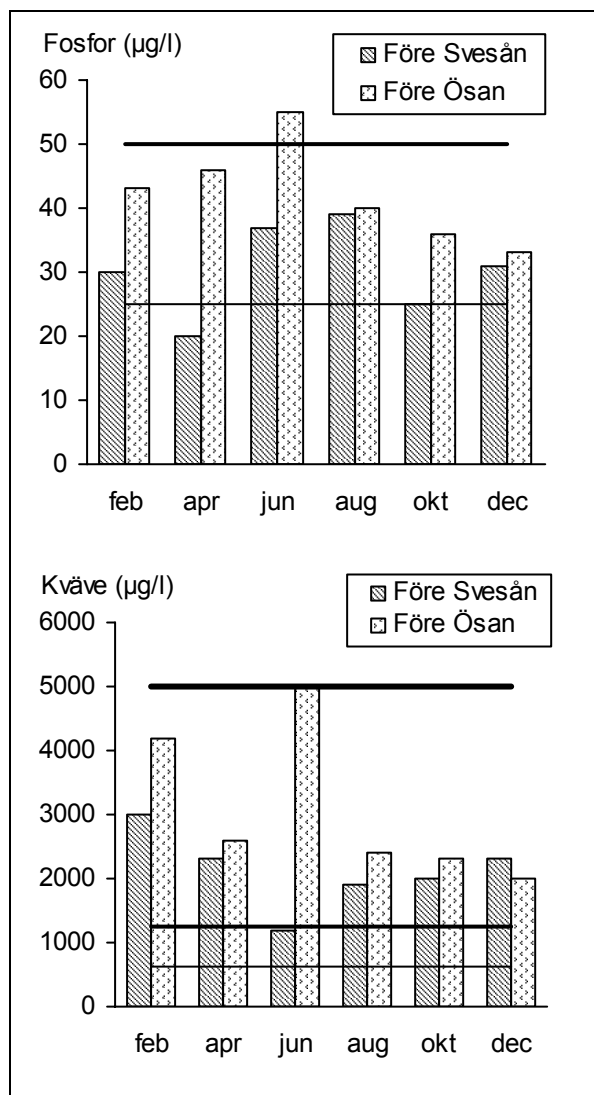 Fosfor (µg/l)
Före Svesån
Före Ösan
60
50
40
30
20
10
0
feb apr jun aug okt dec
Kväve (µg/l)
Före Svesån
Före Ösan
6000
5000
4000
3000
2000
1000
0
feb apr jun aug okt dec